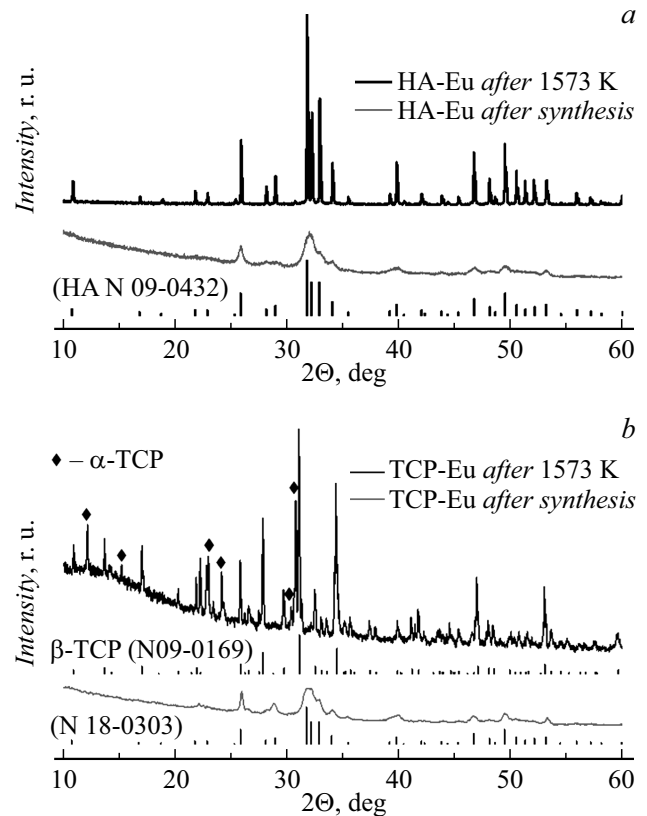 a
Intensity, r. u.
HA-Eu after 1573 K
HA-Eu after synthesis
(HA N 09-0432)
10 20 30 40 50 60
2Θ, deg
b
Intensity, r. u.
♦ – α-TCP
TCP-Eu after 1573 K
TCP-Eu after synthesis
β-TCP (N09-0169)
(N 18-0303)
10 20 30 40 50 60
2Θ, deg